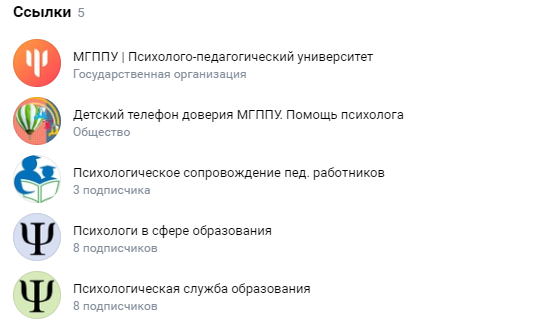 Ссылки 5
МГППУ | Психолого-педагогический университет
Государственная организация
Детский телефон доверия МГППУ. Помощь психолога
Общество
Психологическое сопровождение пед. работников
3 подписчика
Ψ
Психологи в сфере образования
8 подписчиков
Ψ
Психологическая служба образования
8 подписчиков